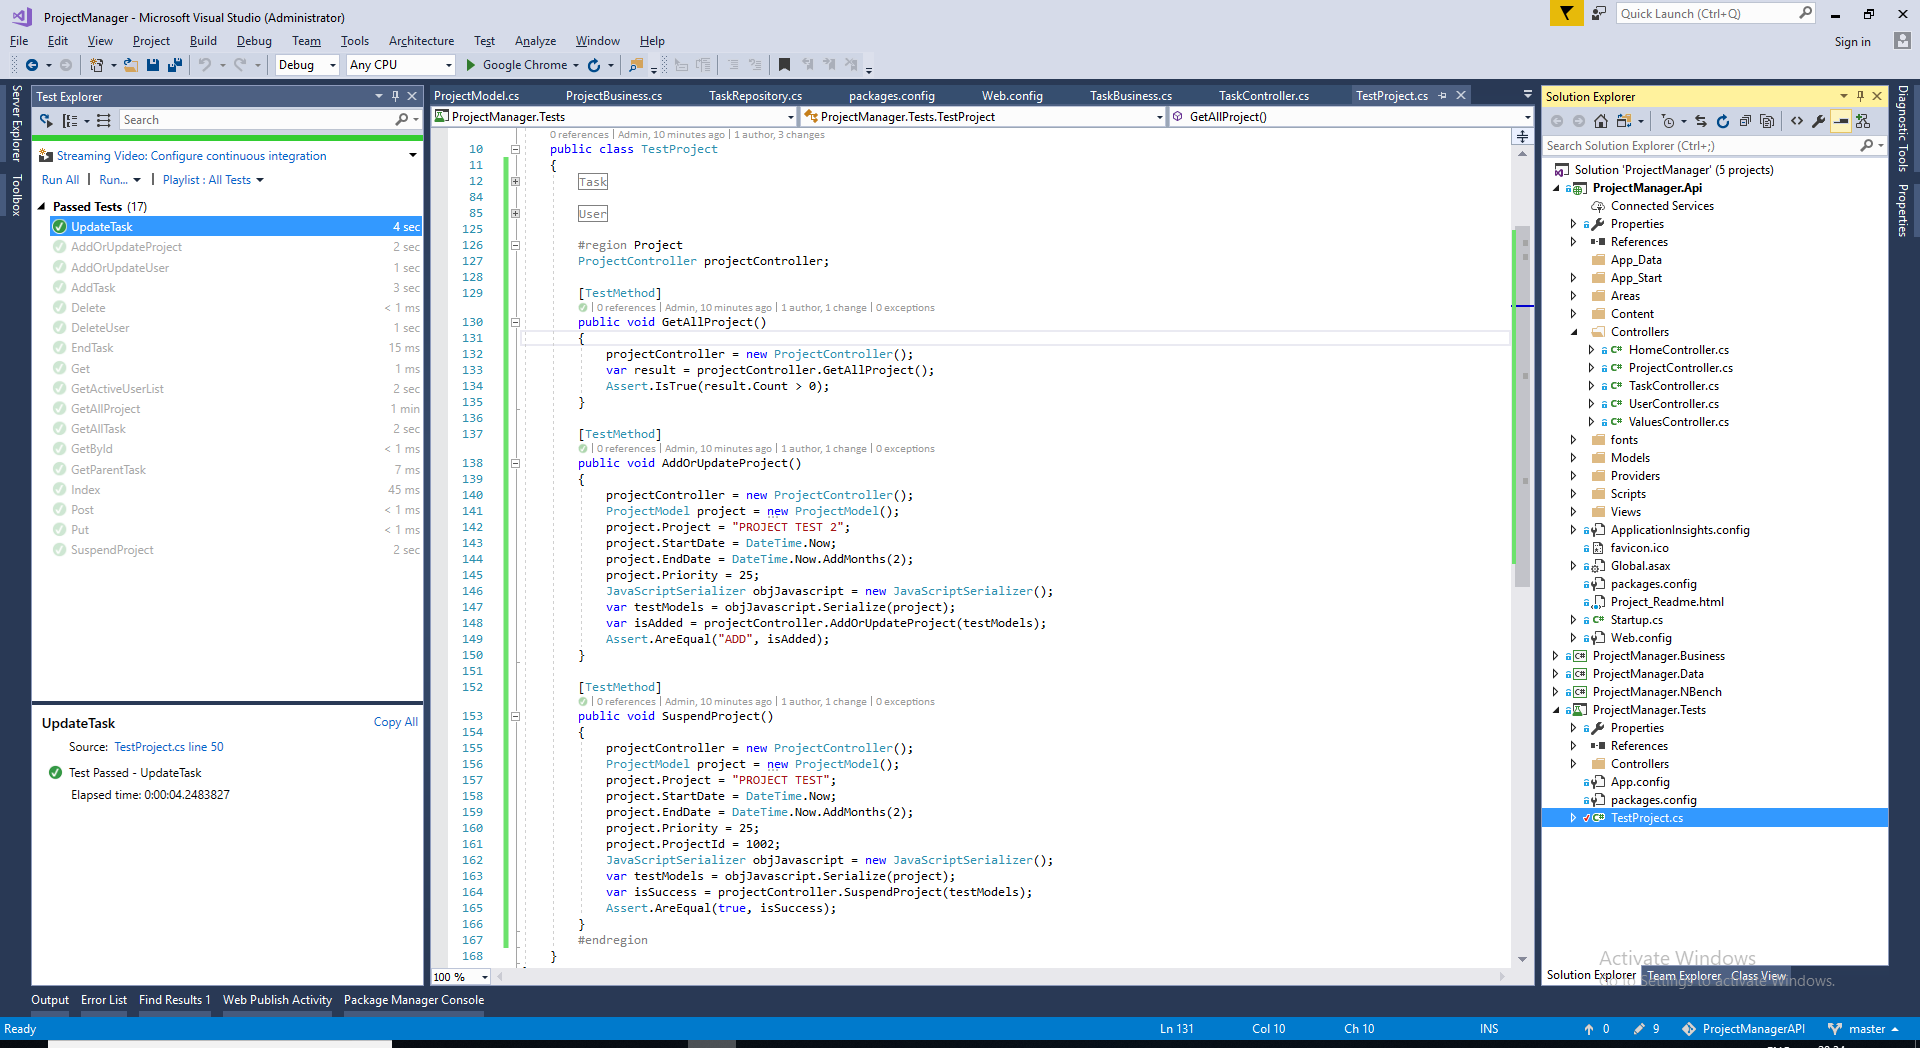 ProjectManager - Microsoft Visual Studio (Administrator)
Quick Launch (Ctrl+Q)
File Edit View Project Build Debug Team Tools Architecture Test Analyze Window Help
Sign in
Debug Any CPU Google Chrome
Server Explorer
Toolbox
Test Explorer
Search
Streaming Video: Configure continuous integration
Run All | Run... | Playlist : All Tests
Passed Tests (17)
UpdateTask 4 sec
AddOrUpdateProject 2 sec
AddOrUpdateUser 1 sec
AddTask 3 sec
Delete < 1 ms
DeleteUser 1 sec
EndTask 15 ms
Get 1 ms
GetActiveUserList 2 sec
GetAllProject 1 min
GetAllTask 2 sec
GetById < 1 ms
GetParentTask 7 ms
Index 45 ms
Post < 1 ms
Put < 1 ms
SuspendProject 2 sec
UpdateTask Copy All
Source: TestProject.cs line 50
Test Passed - UpdateTask
Elapsed time: 0:00:04.2483827
ProjectModel.cs ProjectBusiness.cs TaskRepository.cs packages.config Web.config TaskBusiness.cs TaskController.cs TestProject.cs
ProjectManager.Tests ProjectManager.Tests.TestProject GetAllProject()
0 references | Admin, 10 minutes ago | 1 author, 3 changes
10 public class TestProject
11 {
12 Task
84
85 User
125
126 #region Project
127 ProjectController projectController;
128
129 [TestMethod]
0 references | Admin, 10 minutes ago | 1 author, 1 change | 0 exceptions
130 public void GetAllProject()
131 {
132 projectController = new ProjectController();
133 var result = projectController.GetAllProject();
134 Assert.IsTrue(result.Count > 0);
135 }
136
137 [TestMethod]
0 references | Admin, 10 minutes ago | 1 author, 1 change | 0 exceptions
138 public void AddOrUpdateProject()
139 {
140 projectController = new ProjectController();
141 ProjectModel project = new ProjectModel();
142 project.Project = "PROJECT TEST 2";
143 project.StartDate = DateTime.Now;
144 project.EndDate = DateTime.Now.AddMonths(2);
145 project.Priority = 25;
146 JavaScriptSerializer objJavascript = new JavaScriptSerializer();
147 var testModels = objJavascript.Serialize(project);
148 var isAdded = projectController.AddOrUpdateProject(testModels);
149 Assert.AreEqual("ADD", isAdded);
150 }
151
152 [TestMethod]
0 references | Admin, 10 minutes ago | 1 author, 1 change | 0 exceptions
153 public void SuspendProject()
154 {
155 projectController = new ProjectController();
156 ProjectModel project = new ProjectModel();
157 project.Project = "PROJECT TEST";
158 project.StartDate = DateTime.Now;
159 project.EndDate = DateTime.Now.AddMonths(2);
160 project.Priority = 25;
161 project.ProjectId = 1002;
162 JavaScriptSerializer objJavascript = new JavaScriptSerializer();
163 var testModels = objJavascript.Serialize(project);
164 var isSuccess = projectController.SuspendProject(testModels);
165 Assert.AreEqual(true, isSuccess);
166 }
167 #endregion
168 }
100 %
Solution Explorer
Search Solution Explorer (Ctrl+;)
Solution 'ProjectManager' (5 projects)
ProjectManager.Api
Connected Services
Properties
References
App_Data
App_Start
Areas
Content
Controllers
C# HomeController.cs
C# ProjectController.cs
C# TaskController.cs
C# UserController.cs
C# ValuesController.cs
fonts
Models
Providers
Scripts
Views
ApplicationInsights.config
favicon.ico
Global.asax
packages.config
Project_Readme.html
C# Startup.cs
Web.config
C# ProjectManager.Business
C# ProjectManager.Data
C# ProjectManager.NBench
ProjectManager.Tests
Properties
References
Controllers
App.config
packages.config
TestProject.cs
Activate Windows
Solution Explorer Team Explorer Class View
Settings to activate Windows.
Diagnostic Tools
Properties
Output Error List Find Results 1 Web Publish Activity Package Manager Console
Ready Ln 131 Col 10 Ch 10 INS 0 9 ProjectManagerAPI master